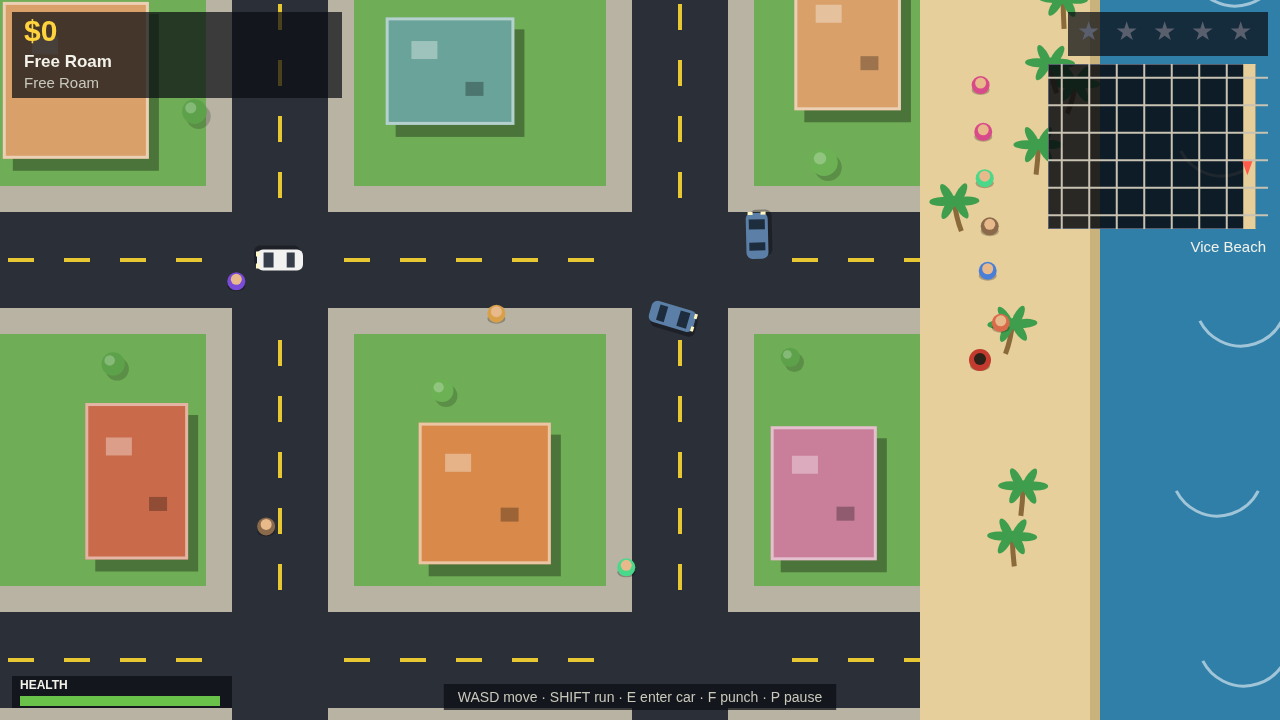 $0
Free Roam
Free Roam
Vice Beach
HEALTH
WASD move · SHIFT run · E enter car · F punch · P pause